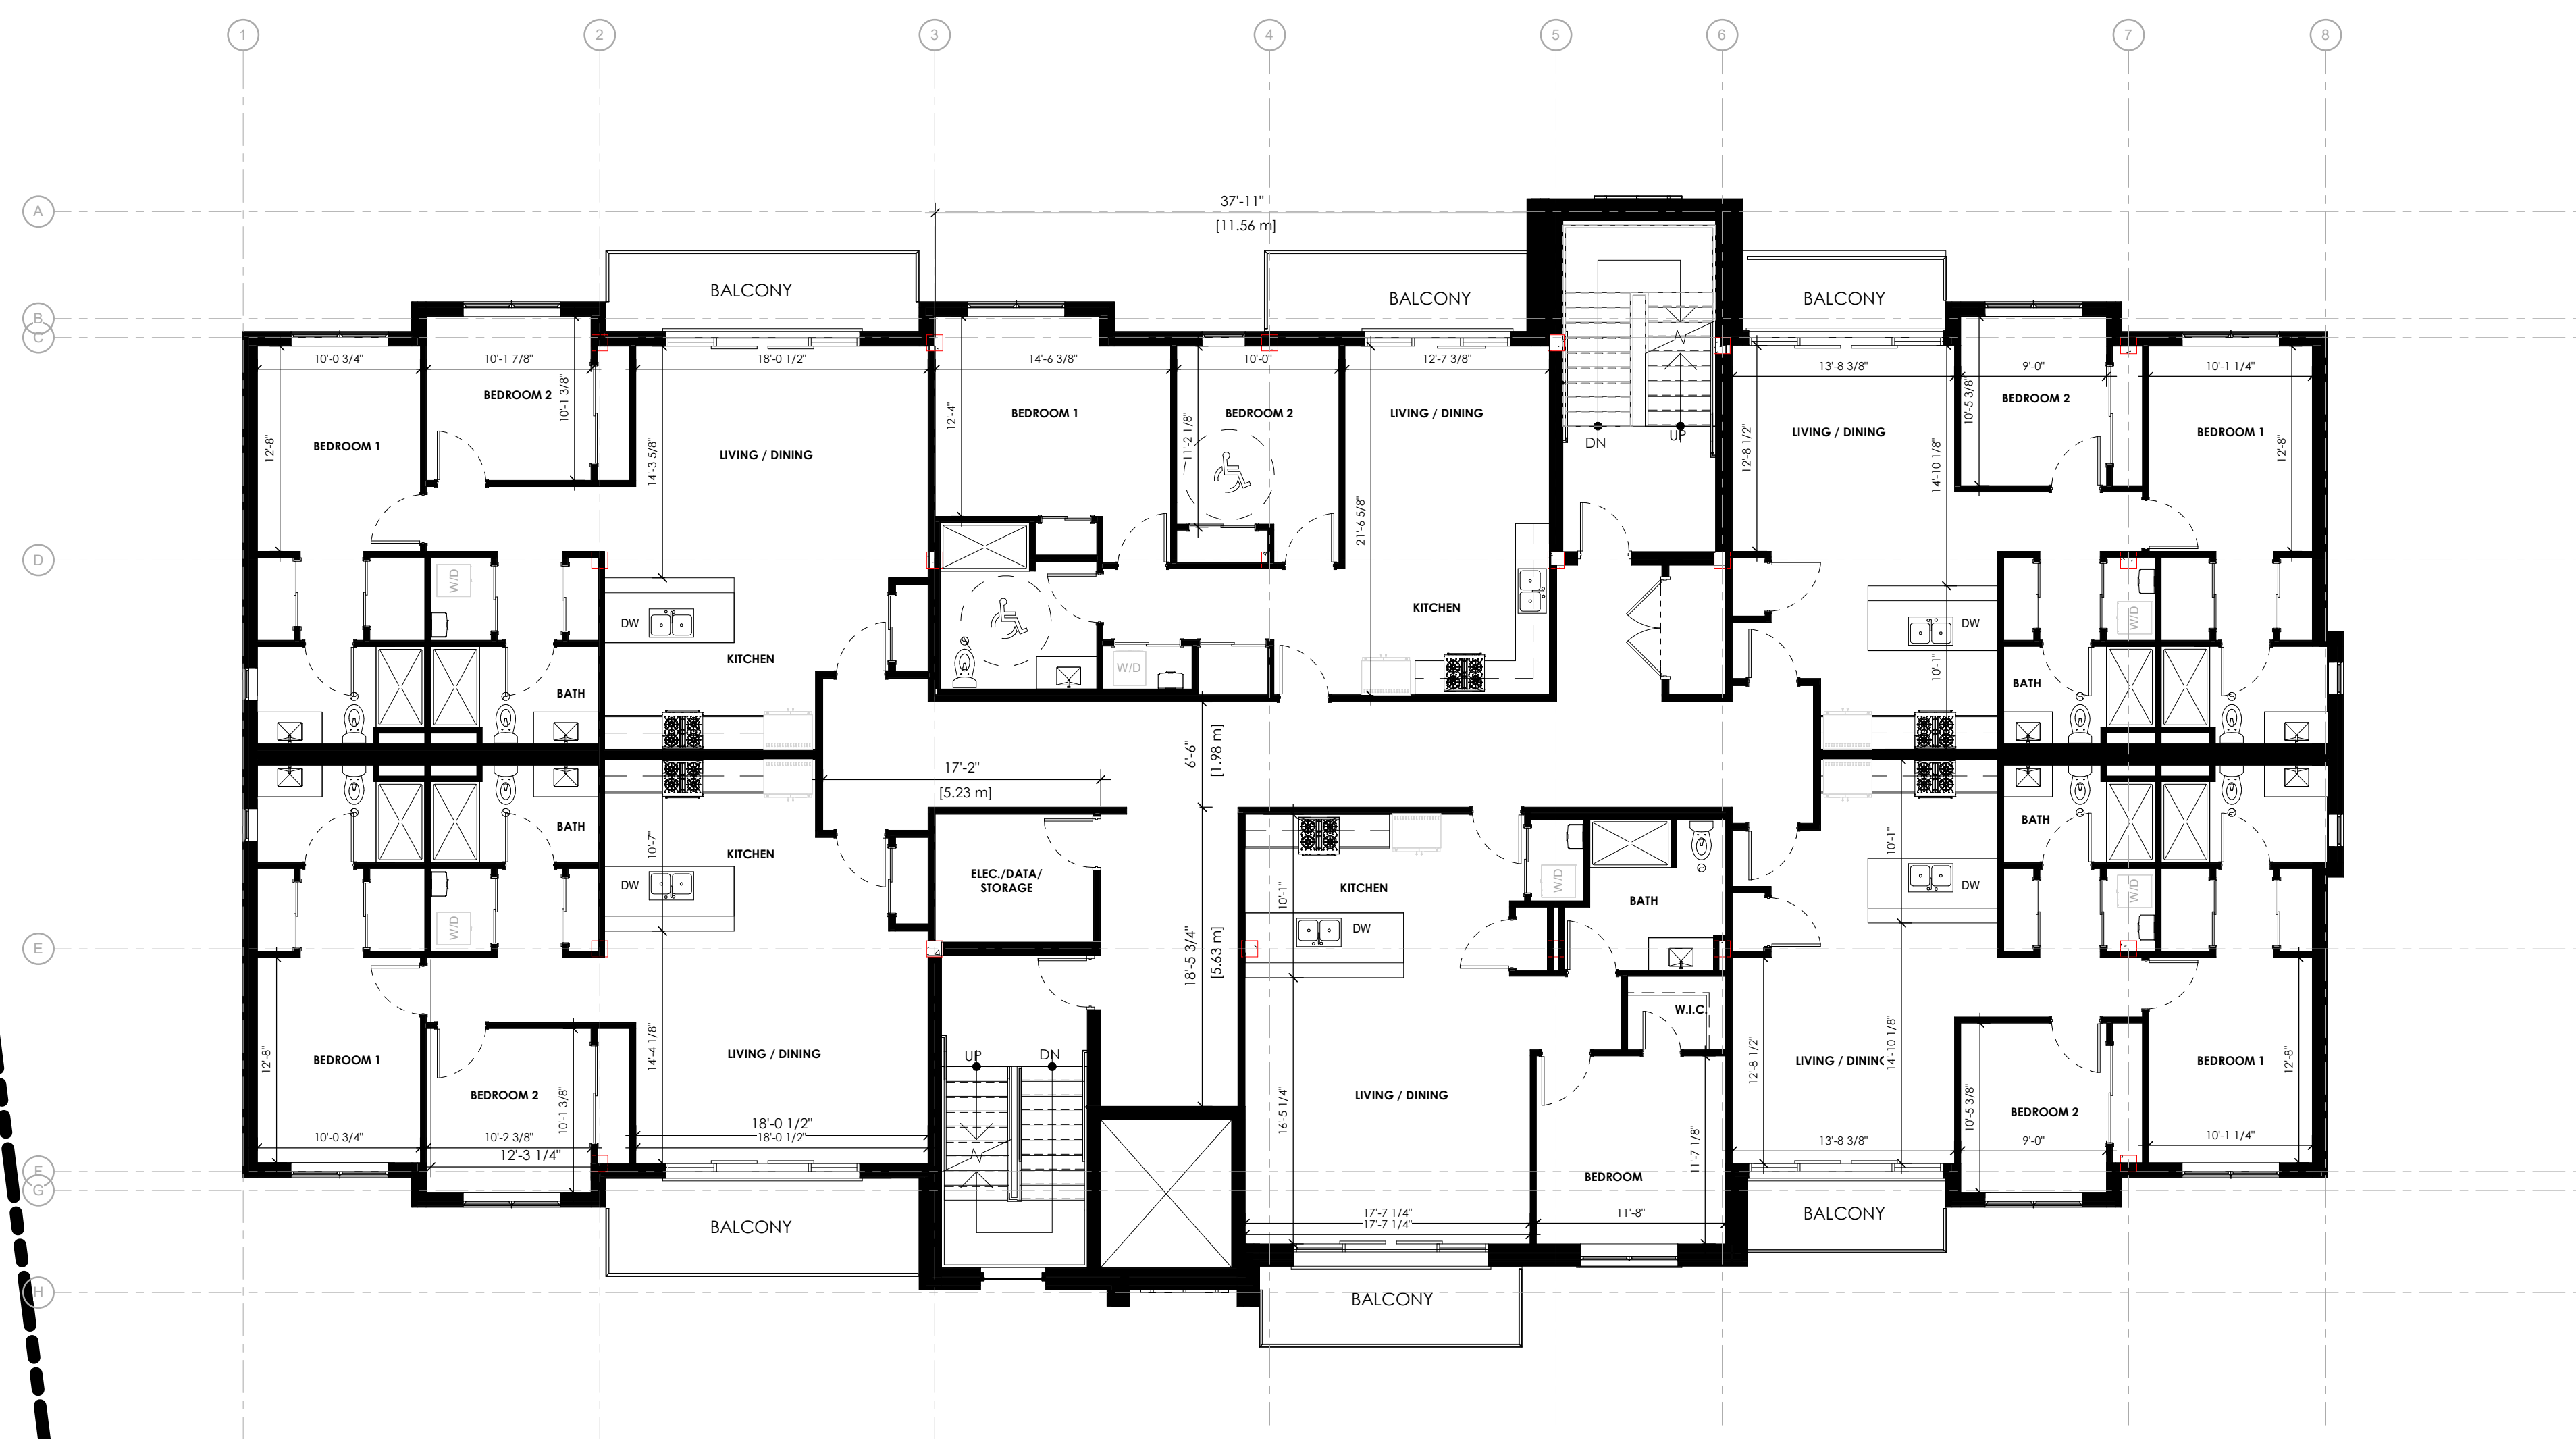 1 2 3 4 5 6 7 8
A
37'-11"
[11.56 m]
BALCONY
BALCONY
BALCONY
B
C
10'-0 3/4"
10'-1 7/8"
18'-0 1/2"
14'-6 3/8"
10'-0"
12'-7 3/8"
13'-8 3/8"
9'-0"
10'-1 1/4"
BEDROOM 2
10'-1 3/8"
BEDROOM 1
12'-8"
14'-3 5/8"
LIVING / DINING
12'-4"
BEDROOM 1
11'-2 1/8"
BEDROOM 2
LIVING / DINING
21'-6 5/8"
DN
UP
12'-8 1/2"
LIVING / DINING
14'-10 1/8"
10'-5 3/8"
BEDROOM 2
BEDROOM 1
12'-8"
D
W/D
DW
KITCHEN
BATH
W/D
KITCHEN
DW
10'-1"
W/D
BATH
17'-2"
[5.23 m]
6'-6"
[1.98 m]
BATH
10'-7"
KITCHEN
DW
W/D
ELEC./DATA/
STORAGE
18'-5 3/4"
[5.63 m]
10'-1"
KITCHEN
DW
W/D
BATH
W.I.C.
10'-1"
DW
BATH
W/D
E
12'-8"
BEDROOM 1
BEDROOM 2
10'-1 3/8"
14'-4 1/8"
LIVING / DINING
UP
DN
16'-5 1/4"
LIVING / DINING
11'-7 1/8"
BEDROOM
12'-8 1/2"
LIVING / DINING
14'-10 1/8"
10'-5 3/8"
BEDROOM 2
BEDROOM 1
12'-8"
10'-0 3/4"
10'-2 3/8"
12'-3 1/4"
18'-0 1/2"
18'-0 1/2"
17'-7 1/4"
17'-7 1/4"
11'-8"
13'-8 3/8"
9'-0"
10'-1 1/4"
F
G
BALCONY
BALCONY
BALCONY
H